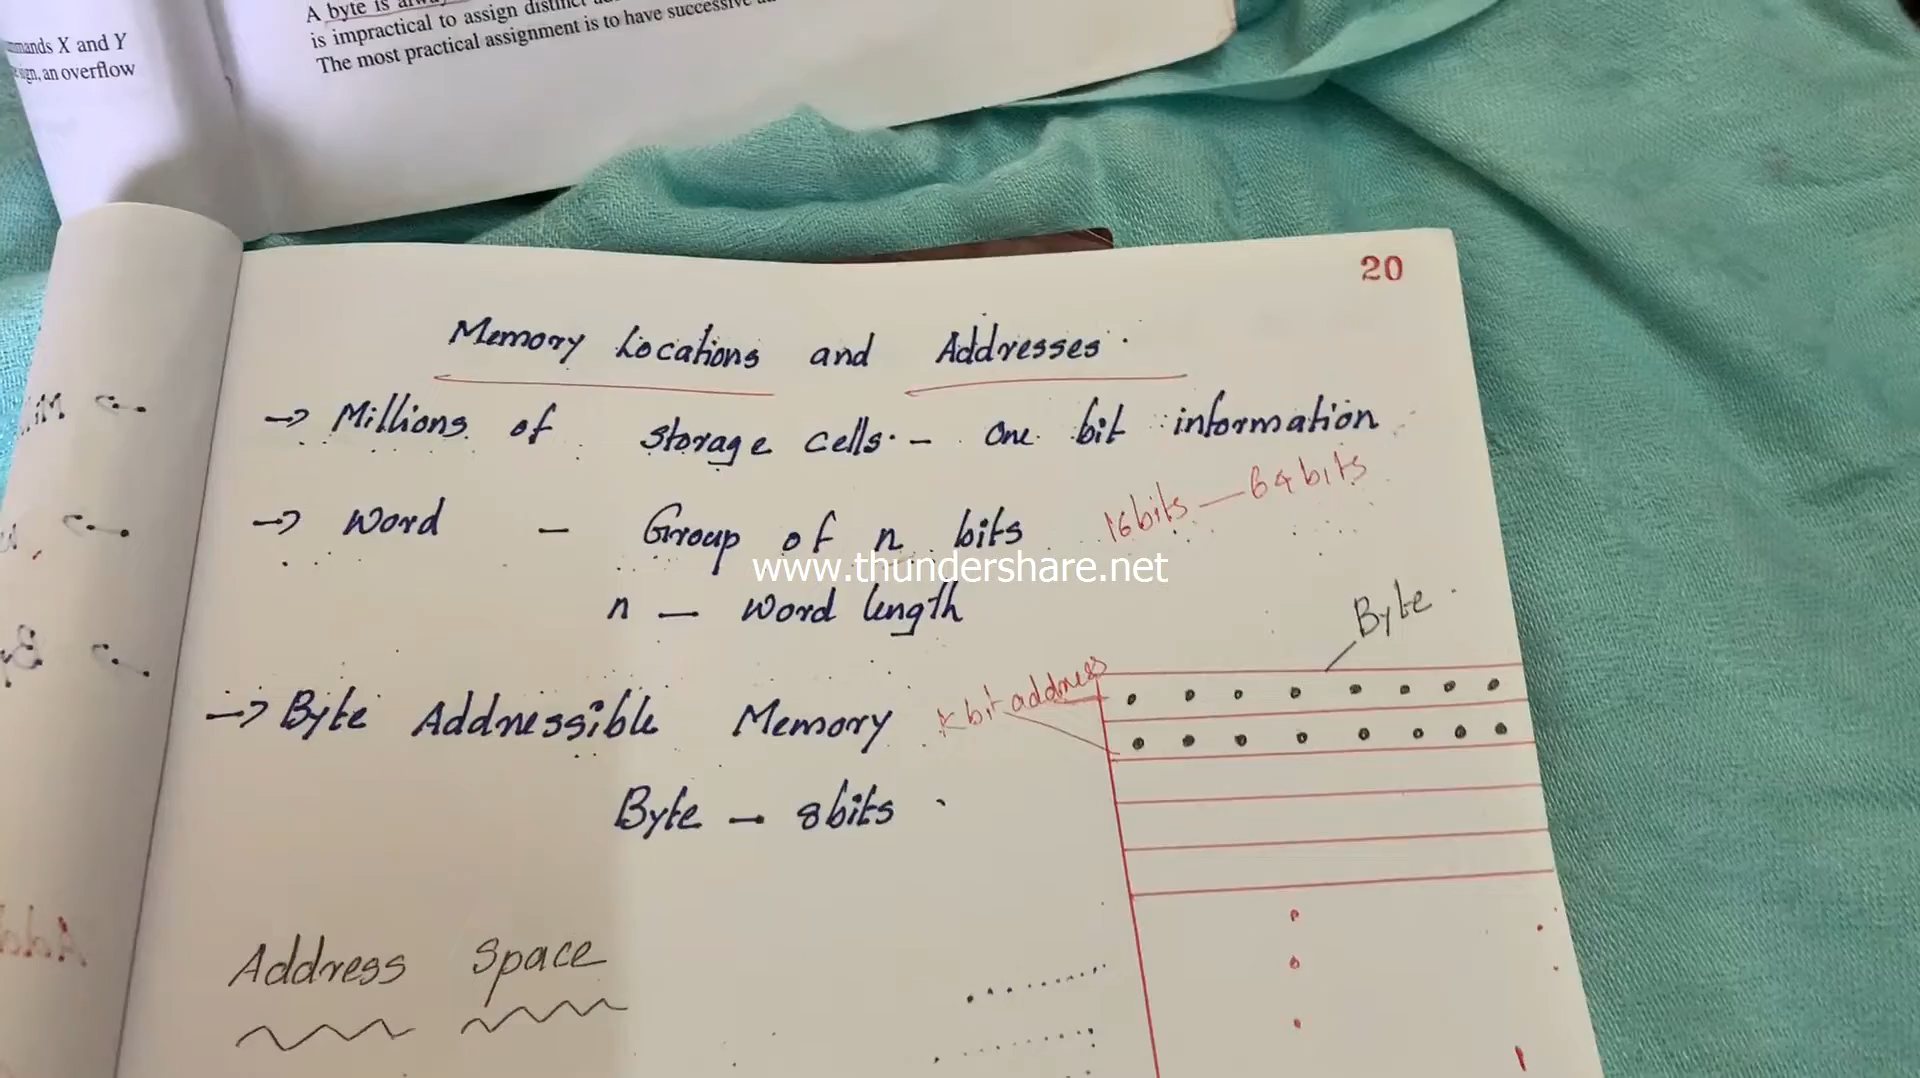 A byte is
is impractical to assign distinct
The most practical assignment is to have successive
X and Y
an overflow
20
Memory Locations and Addresses.
→ Millions of storage cells. - One bit information
→ Word - Group of n bits 16bits — 64bits
www.thundershare.net
n — Word length
Byte
→ Byte Addressible Memory k bit address
Byte — 8bits
Address Space